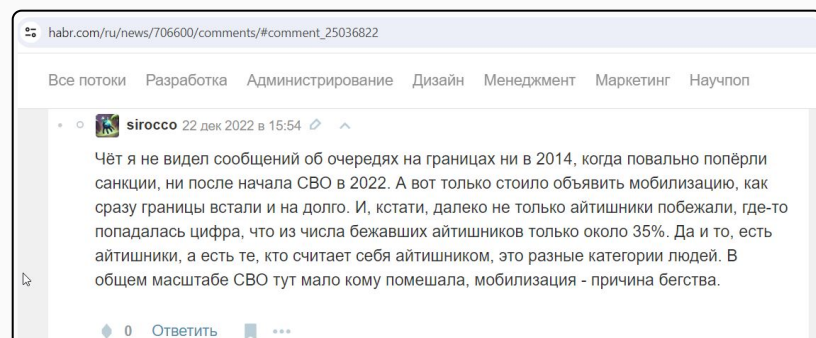 habr.com/ru/news/706600/comments/#comment_25036822
Все потоки Разработка Администрирование Дизайн Менеджмент Маркетинг Научпоп
sirocco 22 дек 2022 в 15:54
Чёт я не видел сообщений об очередях на границах ни в 2014, когда повально попёрли
санкции, ни после начала СВО в 2022. А вот только стоило объявить мобилизацию, как
сразу границы встали и на долго. И, кстати, далеко не только айтишники побежали, где-то
попадалась цифра, что из числа бежавших айтишников только около 35%. Да и то, есть
айтишники, а есть те, кто считает себя айтишником, это разные категории людей. В
общем масштабе СВО тут мало кому помешала, мобилизация - причина бегства.
0 Ответить